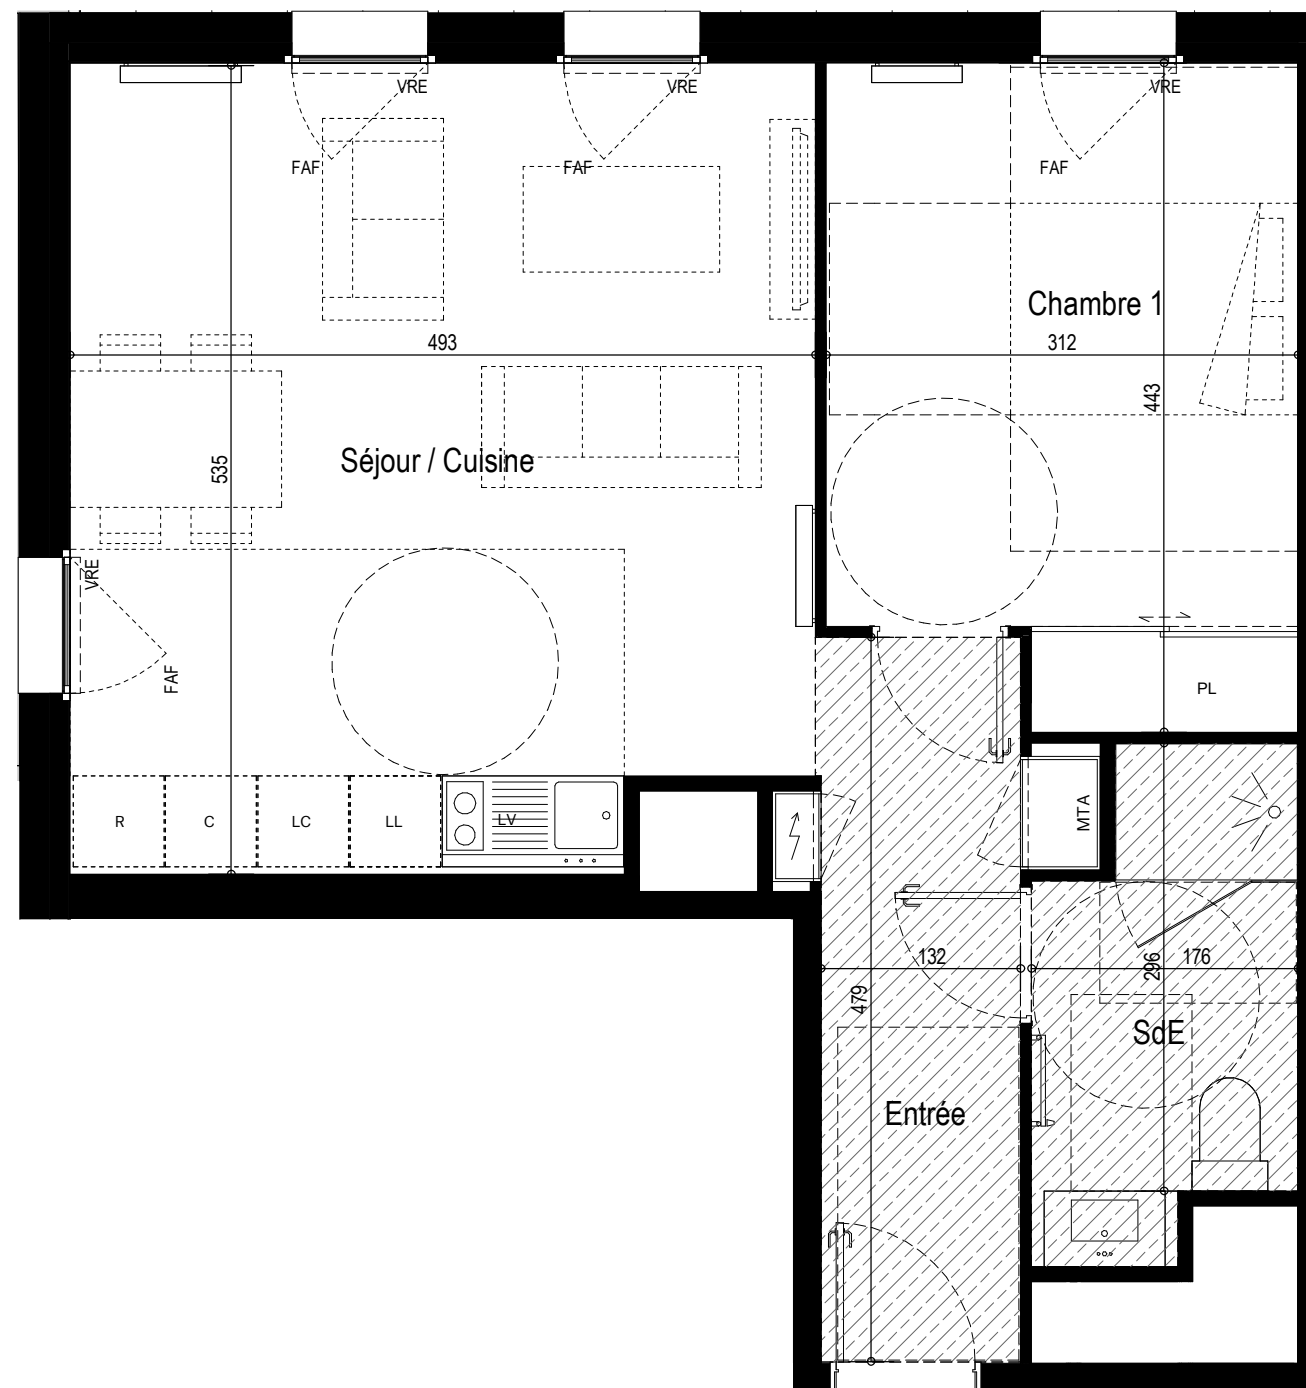 VRE
VRE
VRE
FAF
FAF
FAF
Chambre 1
493
312
443
Séjour / Cuisine
535
VRE
FAF
PL
R
C
LC
LL
LV
MTA
132
176
296
479
SdE
Entrée